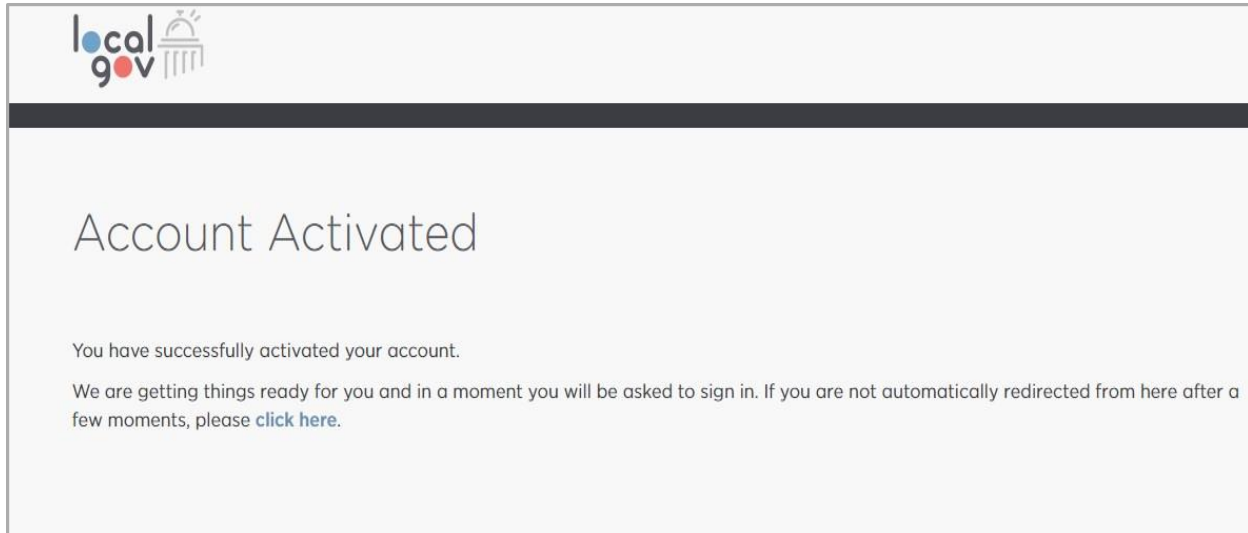 local
gov
Account Activated
You have successfully activated your account.
We are getting things ready for you and in a moment you will be asked to sign in. If you are not automatically redirected from here after a
few moments, please click here.